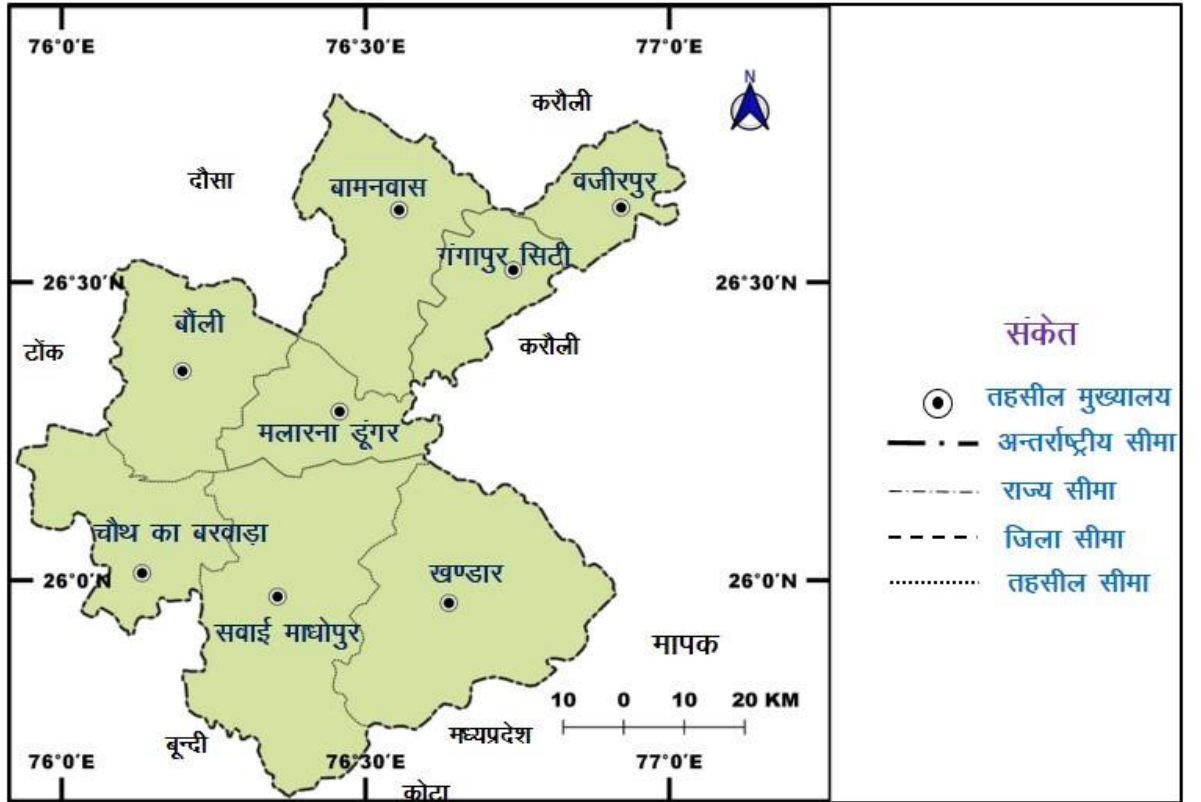 76°0'E 76°30'E 77°0'E
N
करौली
दौसा
बामनवास
वजीरपुर
गंगापुर सिटी
26°30'N 26°30'N
बौंली
टोंक
करौली
मलारना डूंगर
चौथ का बरवाड़ा
खण्डार
26°0'N 26°0'N
सवाई माधोपुर
मापक
10 0 10 20 KM
मध्यप्रदेश
बून्दी
76°0'E 76°30'E 77°0'E
कोटा
संकेत
तहसील मुख्यालय
अन्तर्राष्ट्रीय सीमा
राज्य सीमा
जिला सीमा
तहसील सीमा